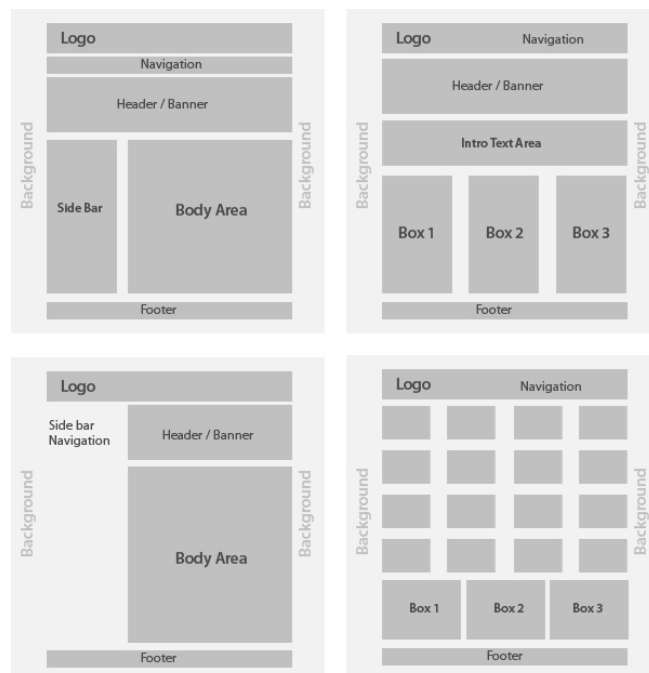 Logo
Navigation
Header / Banner
Side Bar
Body Area
Footer
Background
Background
Logo
Navigation
Header / Banner
Intro Text Area
Box 1
Box 2
Box 3
Footer
Background
Background
Logo
Side bar
Navigation
Header / Banner
Body Area
Footer
Background
Background
Logo
Navigation
Box 1
Box 2
Box 3
Footer
Background
Background